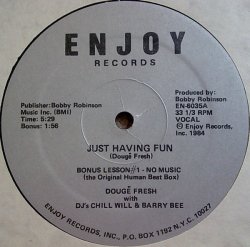 ENJOY
RECORDS
Publisher: Bobby Robinson
Music Inc. (BMI)
Time: 5:29
Bonus: 1:56
Produced by:
Bobby Robinson
EN-6035A
33 1/3 RPM
VOCAL
Ⓟ Enjoy Records,
Inc. 1984
JUST HAVING FUN
(Dougé Fresh)
BONUS LESSON #1 - NO MUSIC
(the Original Human Beat Box)
DOUGÉ FRESH
with
DJ's CHILL WILL & BARRY BEE
ENJOY RECORDS, INC., P.O. BOX 1192 N.Y.C. 10027